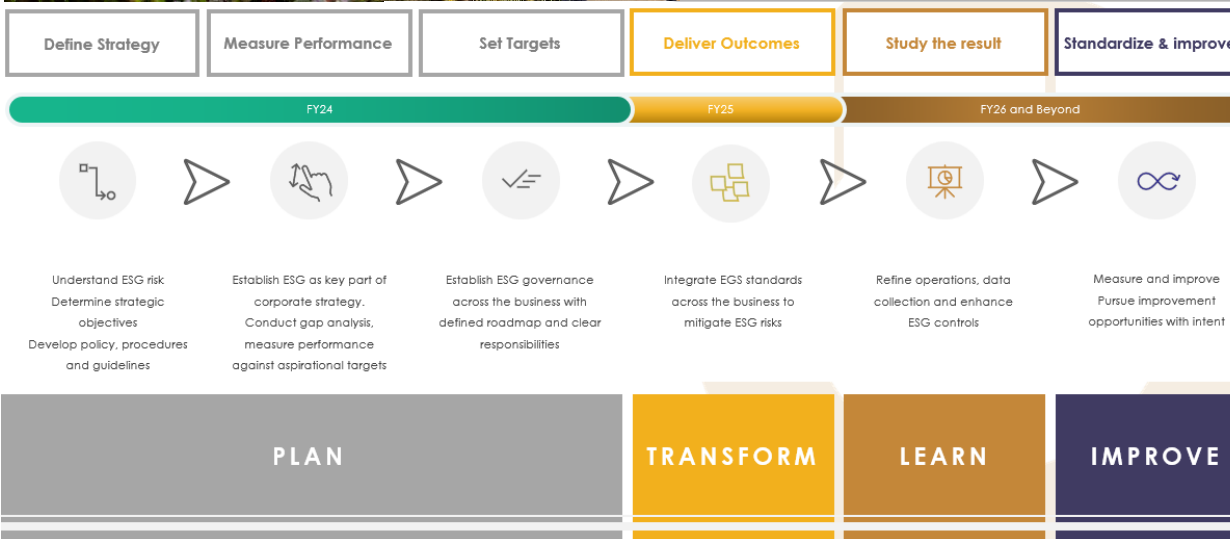 Define Strategy
Measure Performance
Set Targets
Deliver Outcomes
Study the result
Standardize & improve
FY24
FY25
FY26 and Beyond
Understand ESG risk
Determine strategic
objectives
Develop policy, procedures
and guidelines
Establish ESG as key part of
corporate strategy.
Conduct gap analysis,
measure performance
against aspirational targets
Establish ESG governance
across the business with
defined roadmap and clear
responsibilities
Integrate EGS standards
across the business to
mitigate ESG risks
Refine operations, data
collection and enhance
ESG controls
Measure and improve
Pursue improvement
opportunities with intent
PLAN
TRANSFORM
LEARN
IMPROVE